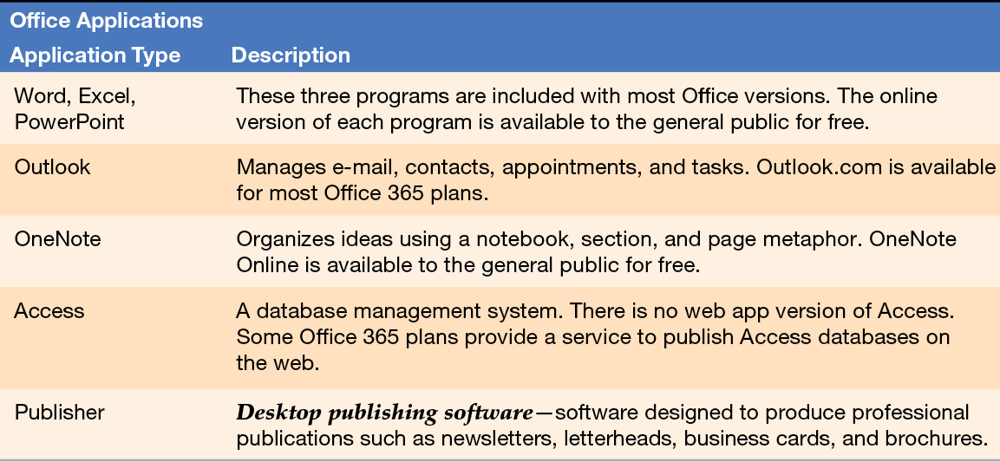 Office Applications
Application Type Description
Word, Excel, These three programs are included with most Office versions. The online
PowerPoint version of each program is available to the general public for free.
Outlook Manages e-mail, contacts, appointments, and tasks. Outlook.com is available
for most Office 365 plans.
OneNote Organizes ideas using a notebook, section, and page metaphor. OneNote
Online is available to the general public for free.
Access A database management system. There is no web app version of Access.
Some Office 365 plans provide a service to publish Access databases on
the web.
Publisher Desktop publishing software—software designed to produce professional
publications such as newsletters, letterheads, business cards, and brochures.